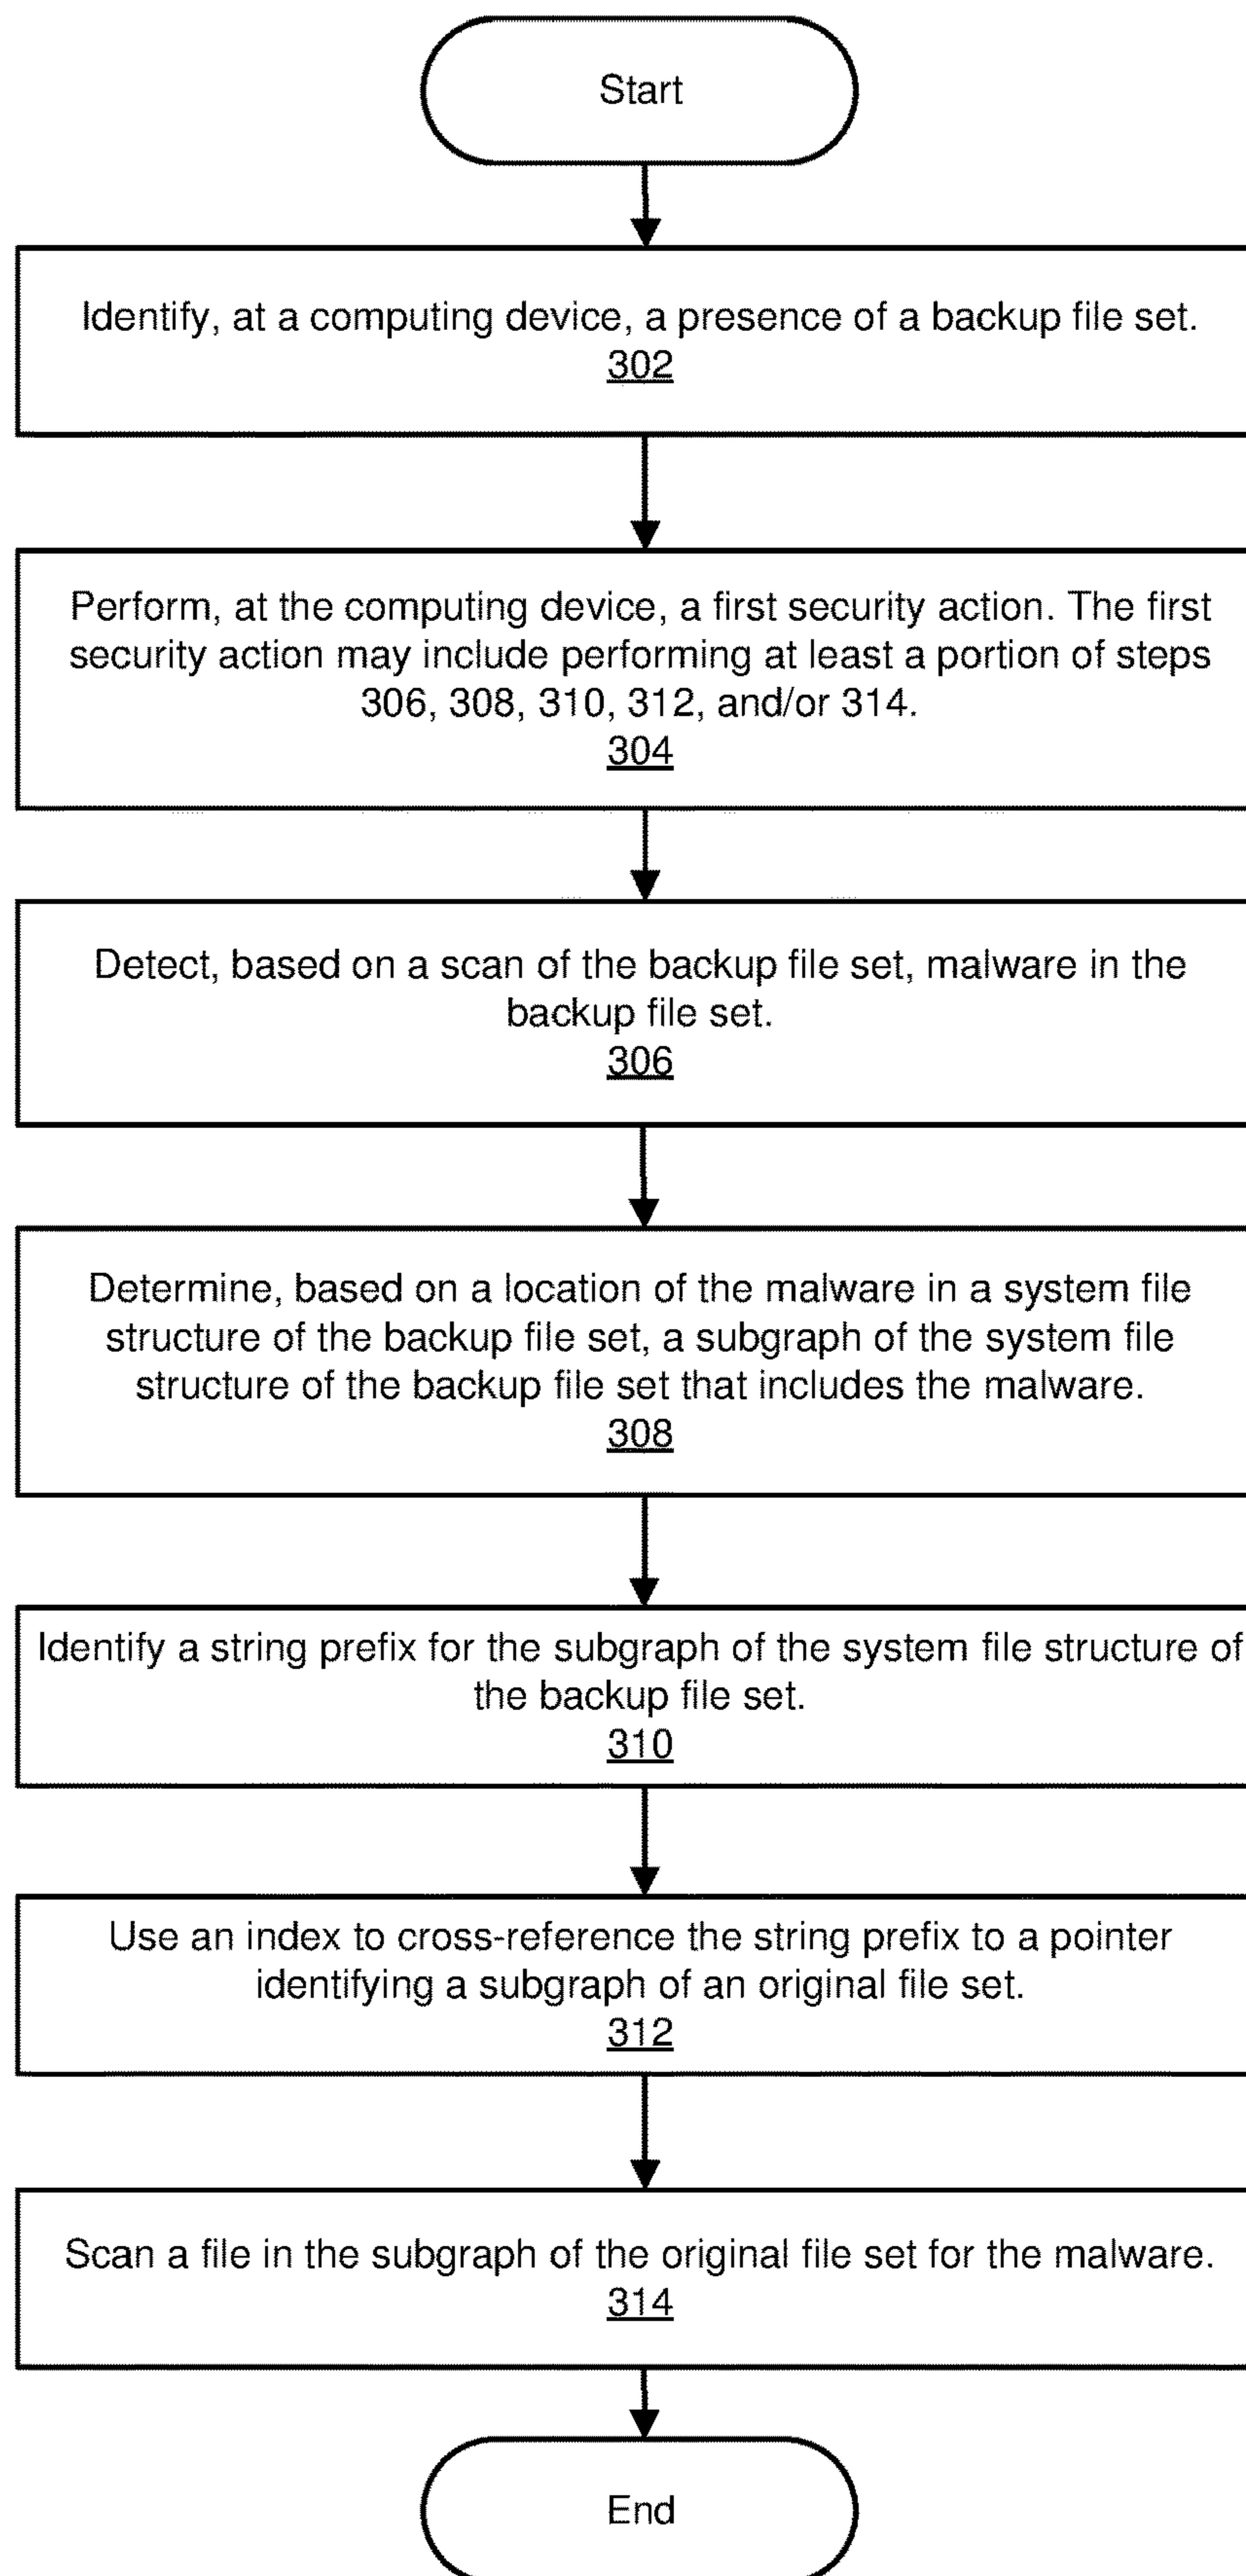 Start
Identify, at a computing device, a presence of a backup file set.
302
Perform, at the computing device, a first security action. The first
security action may include performing at least a portion of steps
306, 308, 310, 312, and/or 314.
304
Detect, based on a scan of the backup file set, malware in the
backup file set.
306
Determine, based on a location of the malware in a system file
structure of the backup file set, a subgraph of the system file
structure of the backup file set that includes the malware.
308
Identify a string prefix for the subgraph of the system file structure of
the backup file set.
310
Use an index to cross-reference the string prefix to a pointer
identifying a subgraph of an original file set.
312
Scan a file in the subgraph of the original file set for the malware.
314
End